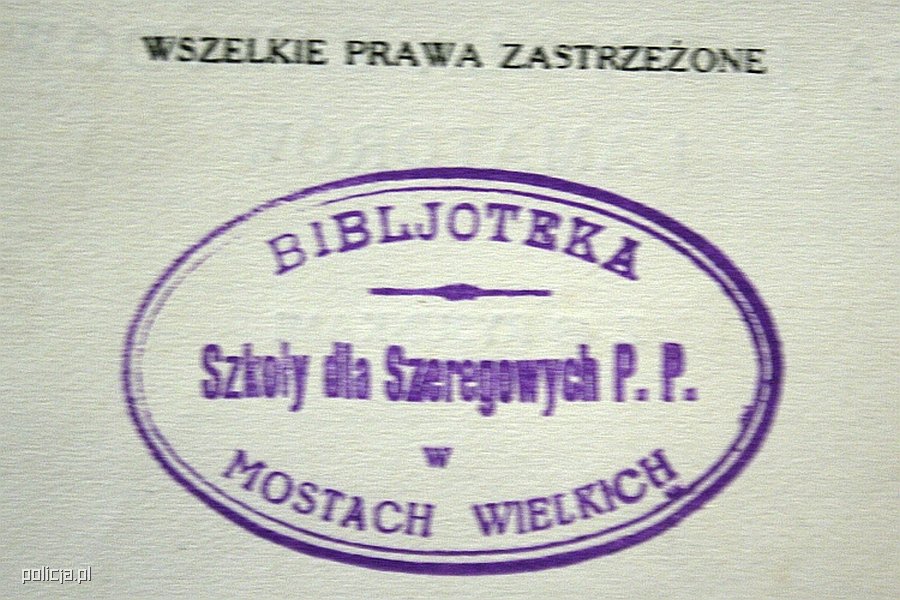 WSZELKIE PRAWA ZASTRZEŻONE
BIBLJOTEKA
Szkoły dla Szeregowych P. P.
w
MOSTACH WIELKICH
policja.pl